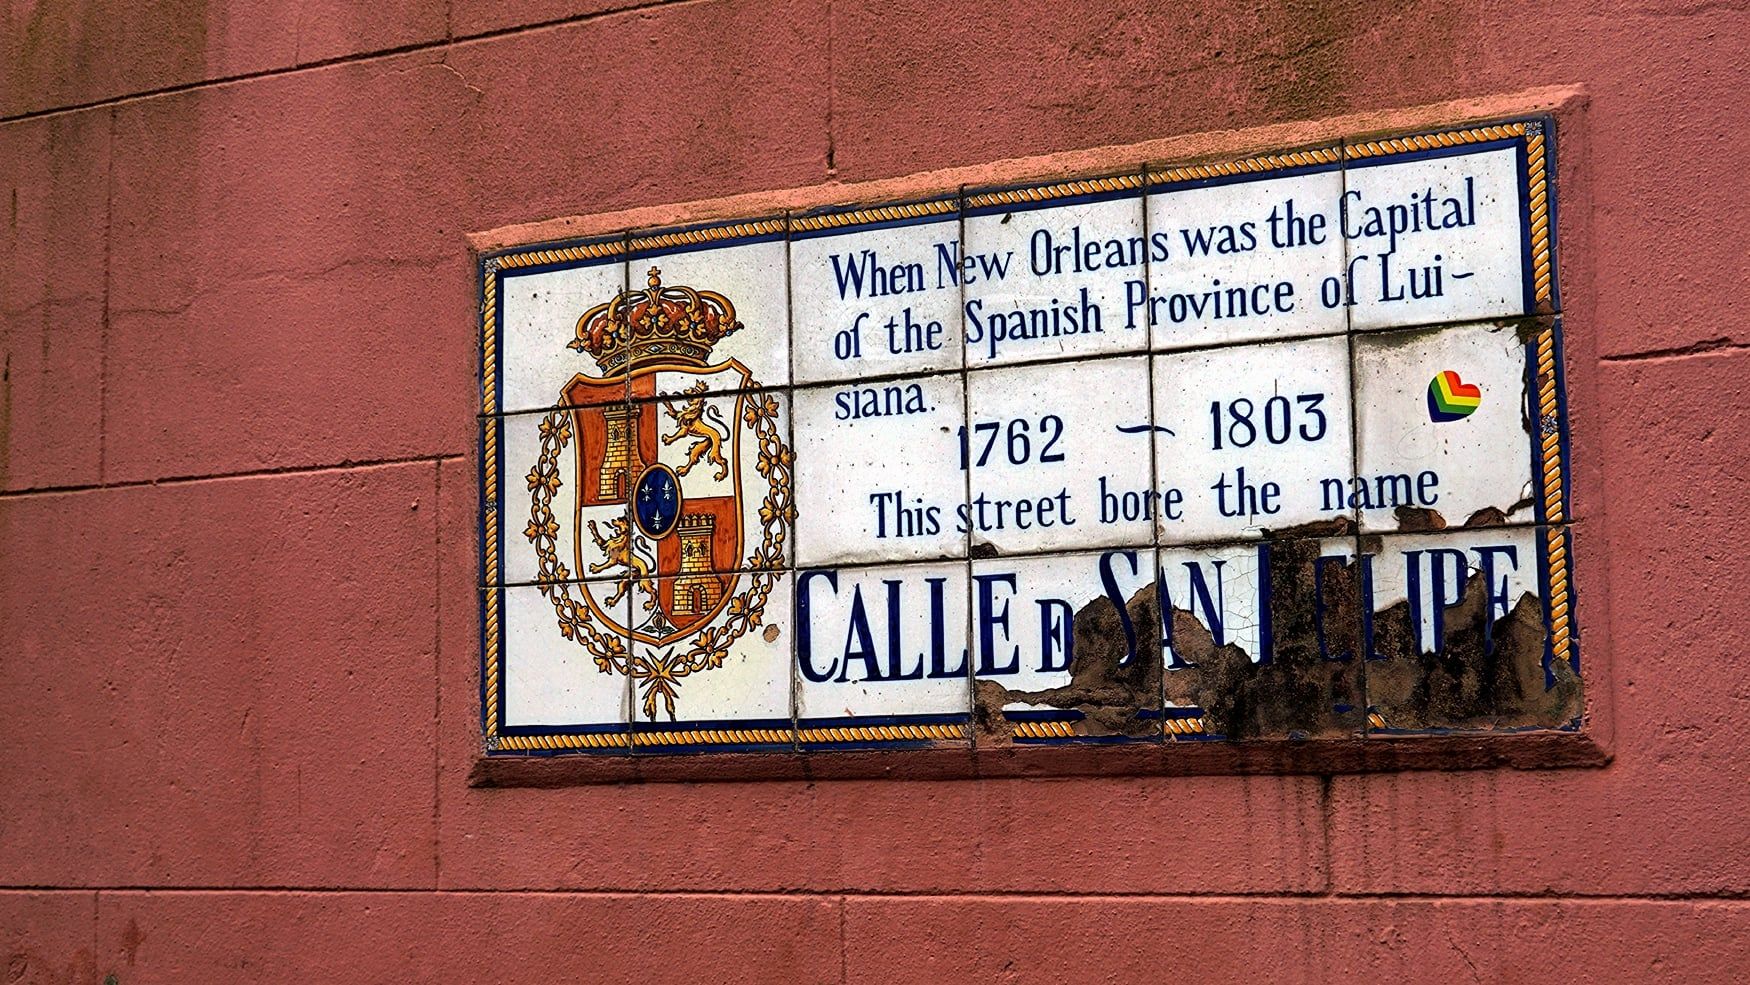 When New Orleans was the Capital
of the Spanish Province of Lui-
siana.
1762 – 1803
This street bore the name
CALLE D SAN FELIPE